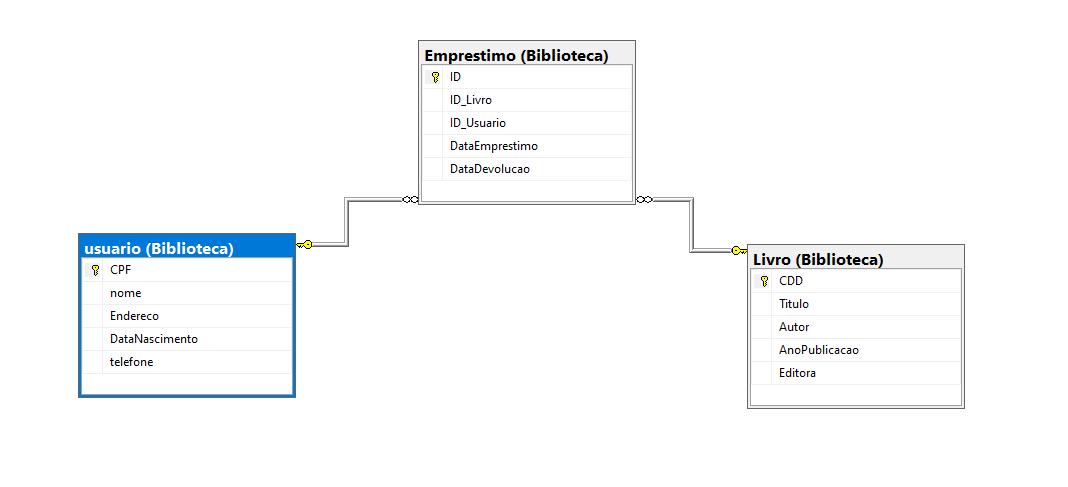 Emprestimo (Biblioteca)
ID
ID_Livro
ID_Usuario
DataEmprestimo
DataDevolucao
usuario (Biblioteca)
CPF
nome
Endereco
DataNascimento
telefone
Livro (Biblioteca)
CDD
Titulo
Autor
AnoPublicacao
Editora